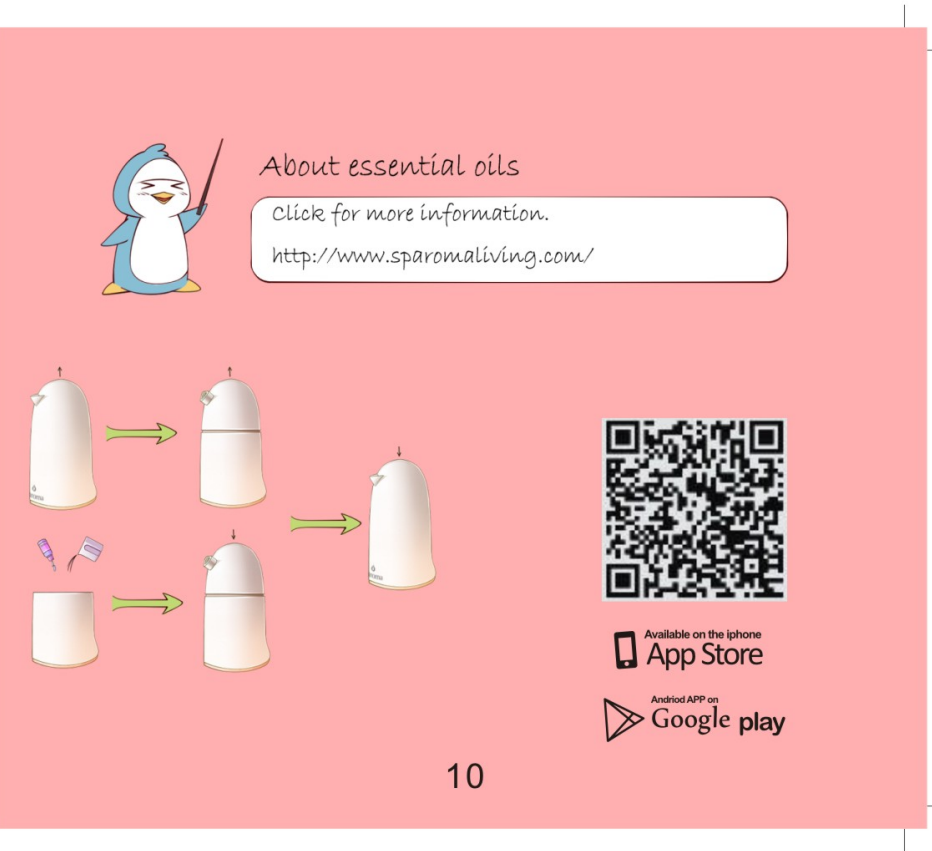 About essential oils
Click for more information.
http://www.sparomaliving.com/
Available on the iphone
App Store
Andriod APP on
Google play
10